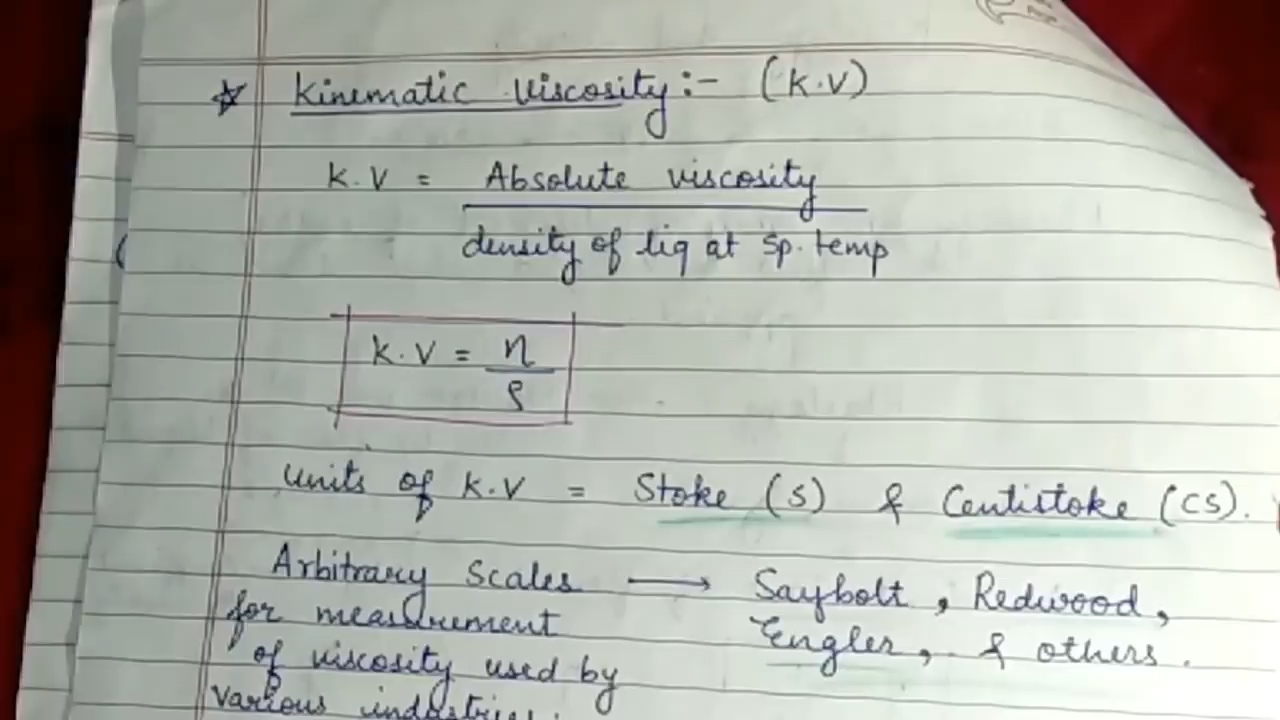 ☆ Kinematic Viscosity :- (K.V)
K.V = Absolute viscosity
density of liq at sp. temp
K.V = η
ρ
Units of K.V = Stoke (S) & Centistoke (CS).
Arbitrary Scales → Saybolt, Redwood,
for measurement Engler, & others.
of viscosity used by
various industries.